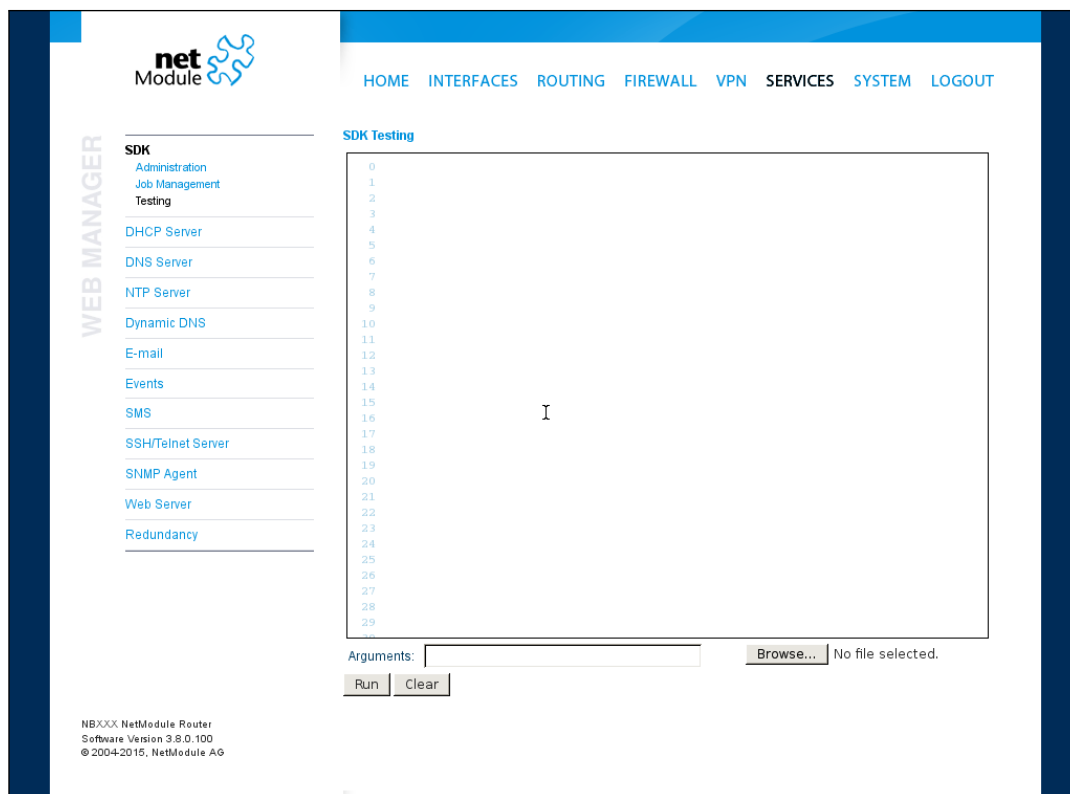 net
Module
HOME INTERFACES ROUTING FIREWALL VPN SERVICES SYSTEM LOGOUT
WEB MANAGER
SDK
Administration
Job Management
Testing
DHCP Server
DNS Server
NTP Server
Dynamic DNS
E-mail
Events
SMS
SSH/Telnet Server
SNMP Agent
Web Server
Redundancy
SDK Testing
0
1
2
3
4
5
6
7
8
9
10
11
12
13
14
15
16
17
18
19
20
21
22
23
24
25
26
27
28
29
Arguments: Browse... No file selected.
Run Clear
NBXXX NetModule Router
Software Version 3.8.0.100
© 2004-2015, NetModule AG